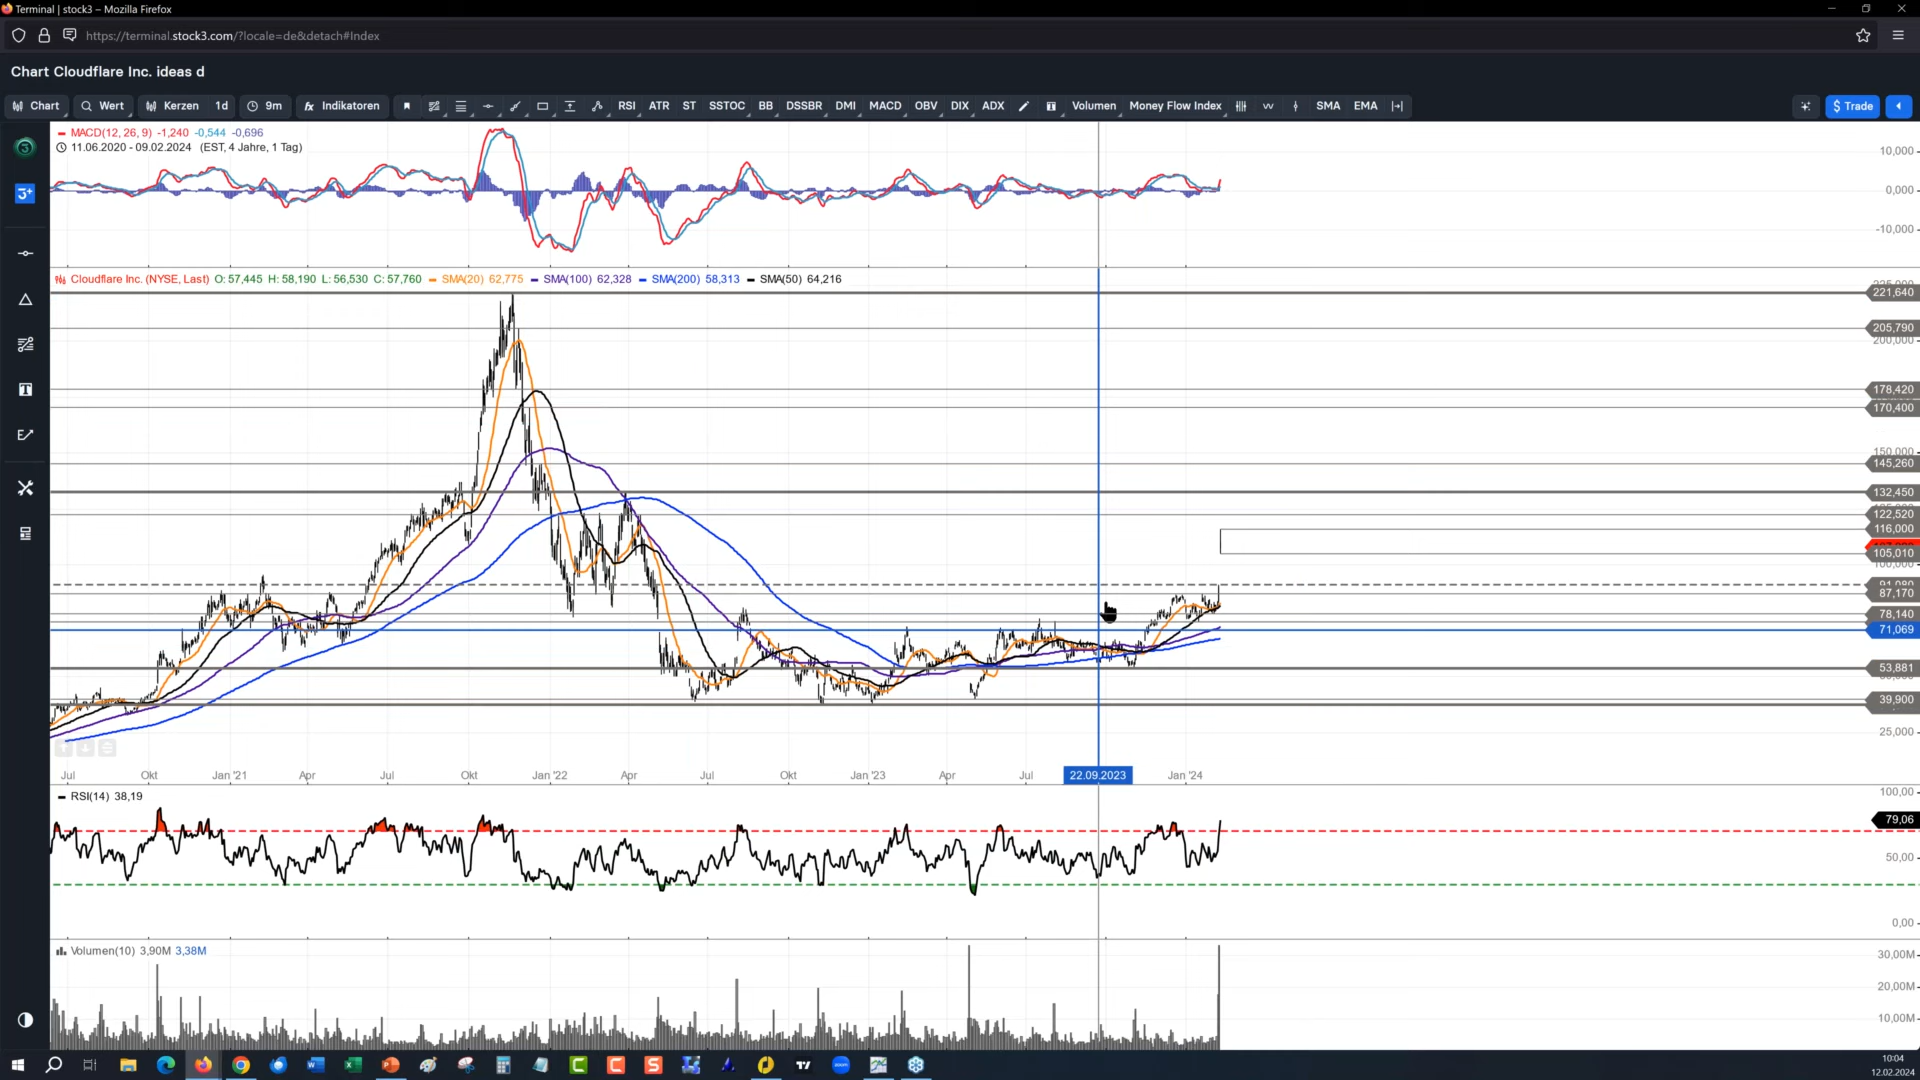 Terminal | stock3 – Mozilla Firefox
https://terminal.stock3.com/?locale=de&detach#Index
Chart Cloudflare Inc. ideas d
Chart Wert Kerzen 1d 9m fx Indikatoren RSI ATR ST SSTOC BB DSSBR DMI MACD OBV DIX ADX Volumen Money Flow Index SMA EMA $ Trade
MACD(12, 26, 9) -1,240 -0,544 -0,696
11.06.2020 - 09.02.2024 (EST, 4 Jahre, 1 Tag)
10,000
0,000
-10,000
Cloudflare Inc. (NYSE, Last) O: 57,445 H: 58,190 L: 56,530 C: 57,760 SMA(20) 62,775 SMA(100) 62,328 SMA(200) 58,313 SMA(50) 64,216
221,640
205,790
200,000
178,420
170,400
150,000
145,260
132,450
122,520
116,000
105,010
100,000
91,080
87,170
78,140
71,069
53,881
39,900
25,000
Jul Okt Jan '21 Apr Jul Okt Jan '22 Apr Jul Okt Jan '23 Apr Jul 22.09.2023 Jan '24
RSI(14) 38,19
100,00
79,06
50,00
0,00
Volumen(10) 3,90M 3,38M
30,00M
20,00M
10,00M
10:04
12.02.2024